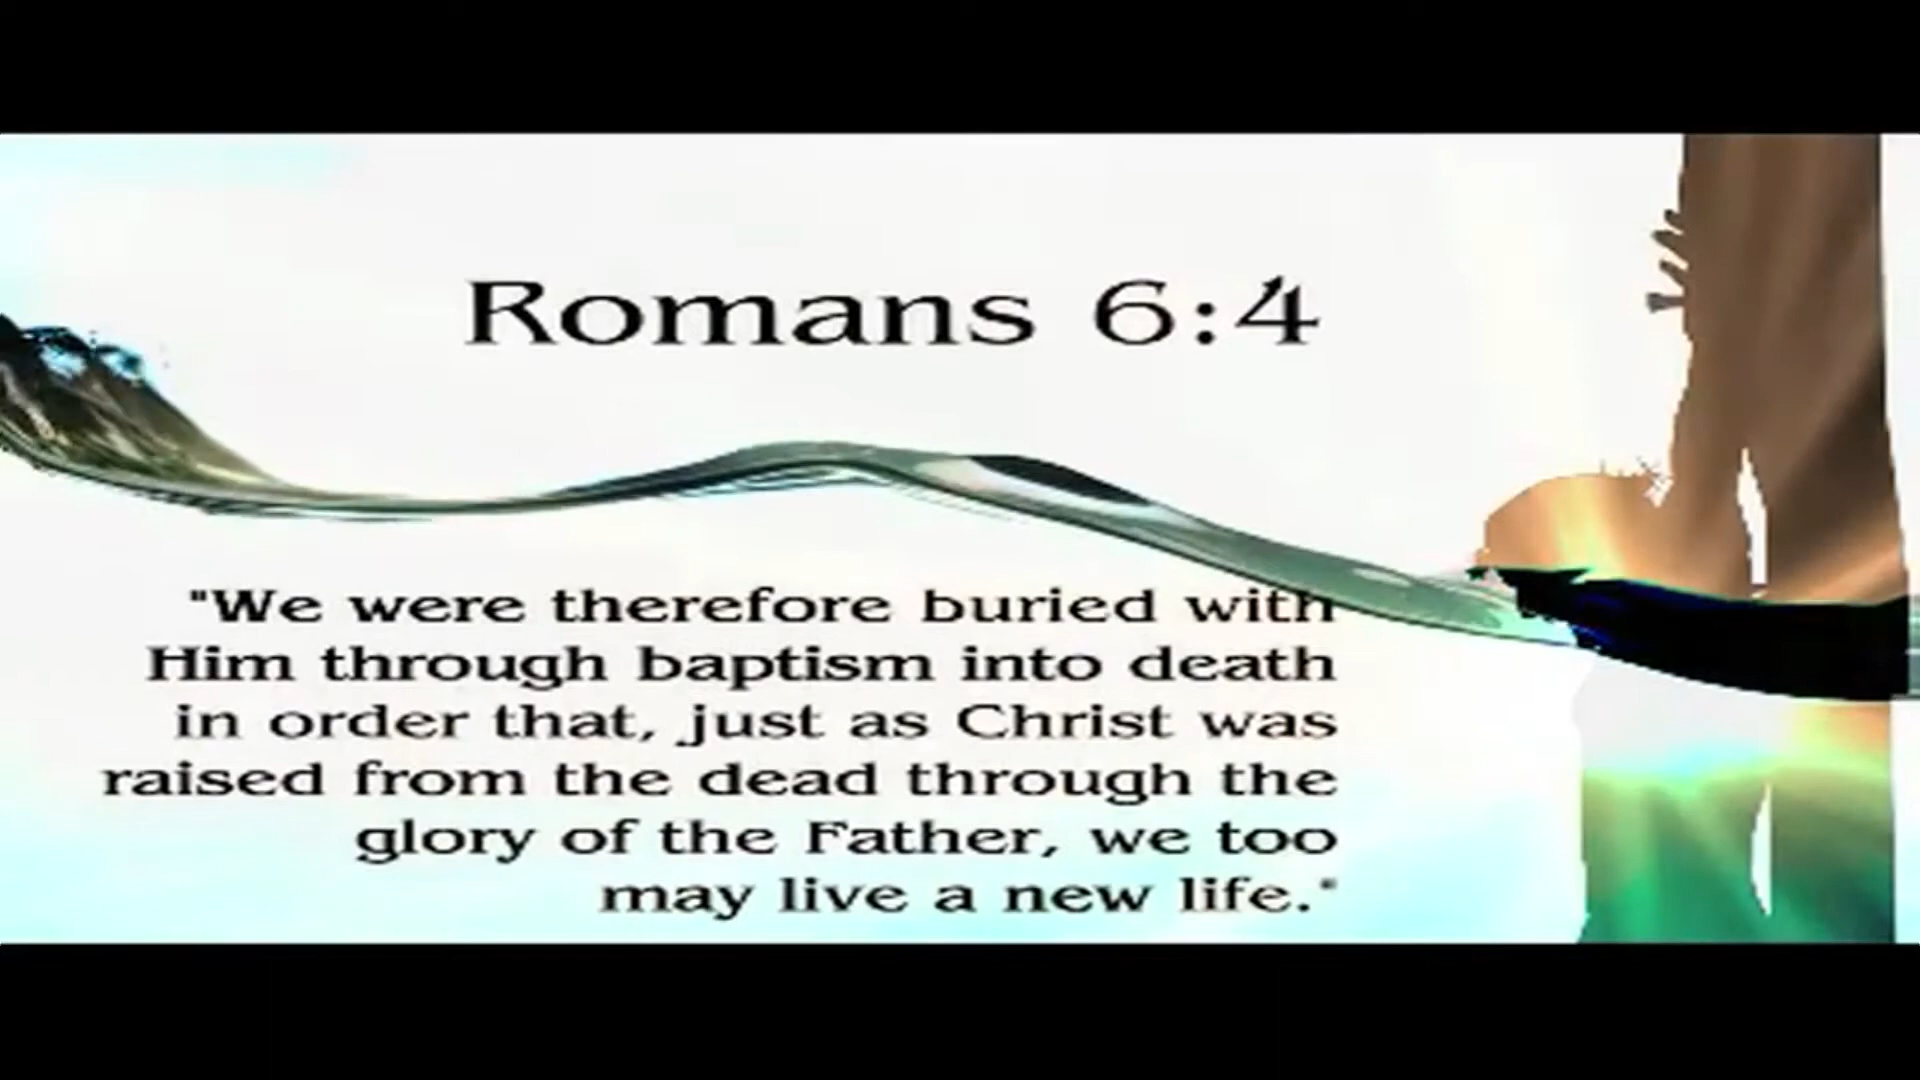 Romans 6:4
"We were therefore buried with
Him through baptism into death
in order that, just as Christ was
raised from the dead through the
glory of the Father, we too
may live a new life."